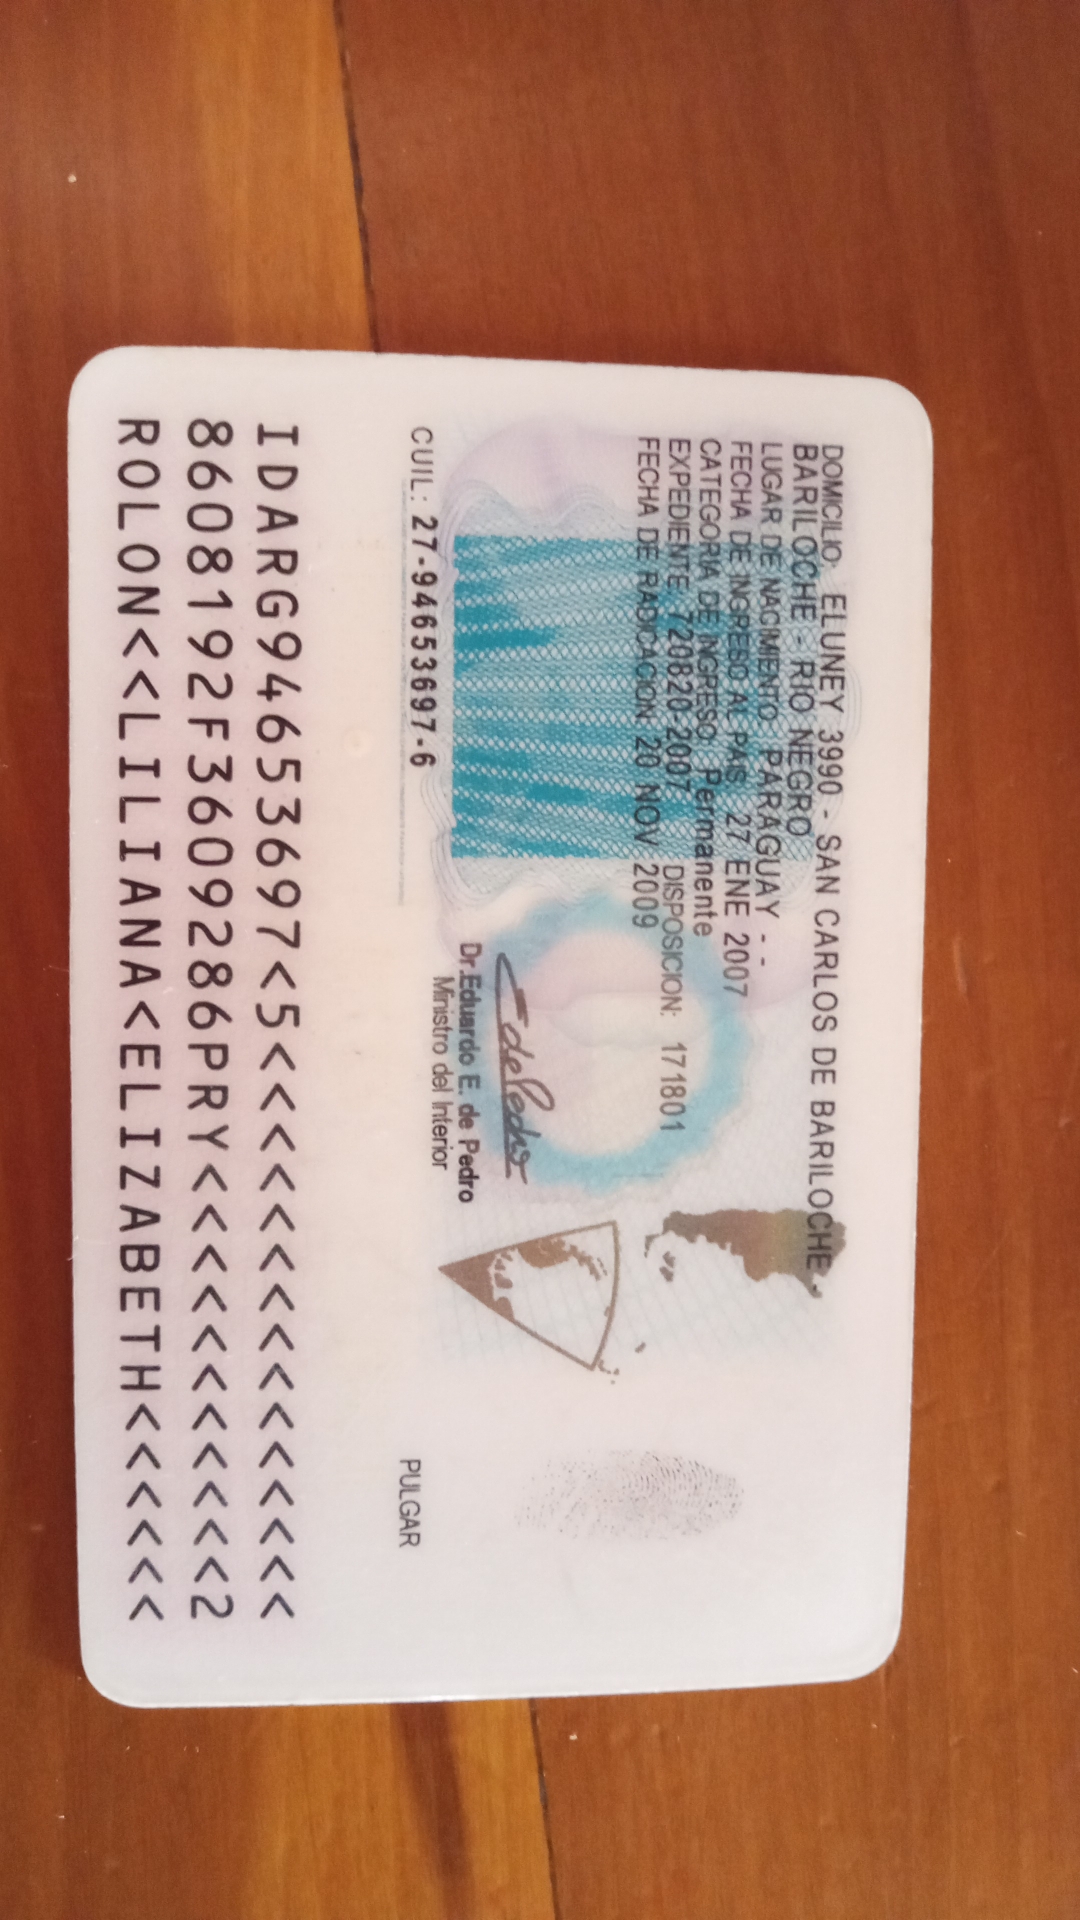 DOMICILIO: ELUNEY 3990 - SAN CARLOS DE BARILOCHE -
BARILOCHE - RIO NEGRO
LUGAR DE NACIMIENTO: PARAGUAY - -
FECHA DE INGRESO AL PAIS: 27 ENE 2007
CATEGORIA DE INGRESO: Permanente
EXPEDIENTE: 720820-2007 DISPOSICION: 171801
FECHA DE RADICACION: 20 NOV 2009
Dr. Eduardo E. de Pedro
Ministro del Interior
CUIL: 27-94653697-6
PULGAR
IDARG94653697<5<<<<<<<<<<<<<<<
8608192F3609286PRY<<<<<<<<<<<2
ROLON<<LILIANA<ELIZABETH<<<<<<